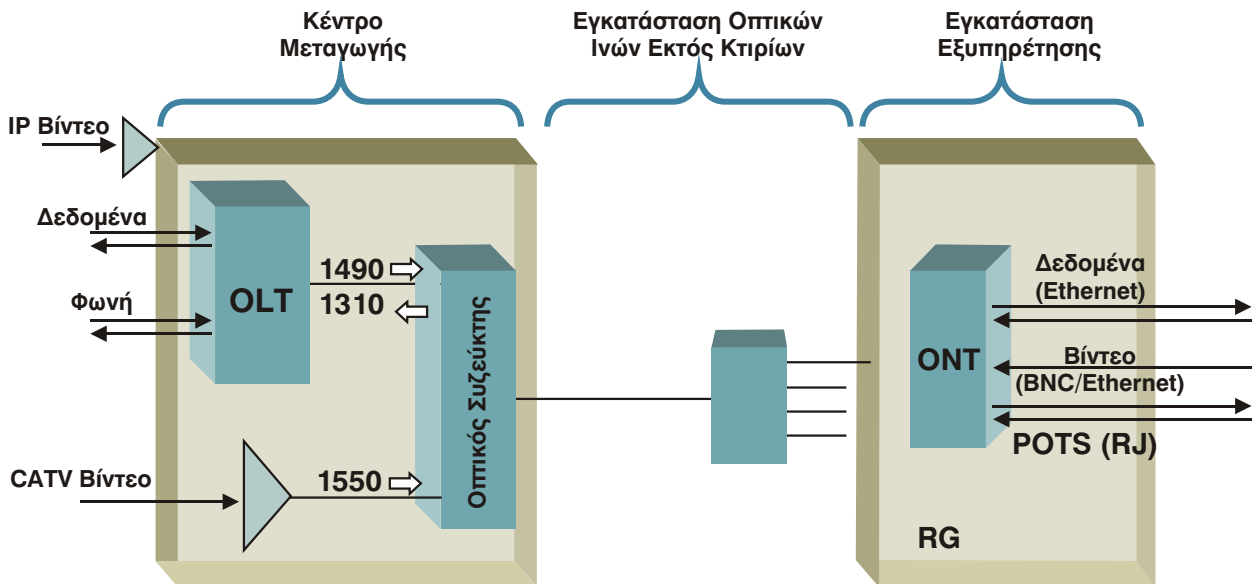 Κέντρο
Μεταγωγής
Εγκατάσταση Οπτικών
Ινών Εκτός Κτιρίων
Εγκατάσταση
Εξυπηρέτησης
IP Βίντεο
Δεδομένα
Φωνή
CATV Βίντεο
OLT
1490
1310
1550
Οπτικός Συζεύκτης
ONT
Δεδομένα
(Ethernet)
Βίντεο
(BNC/Ethernet)
POTS (RJ)
RG